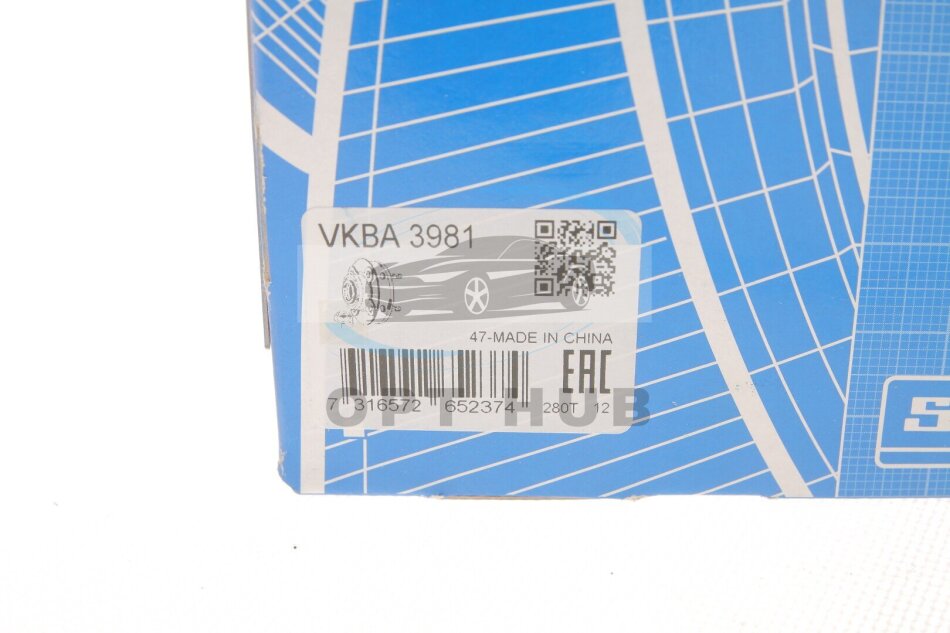 VKBA 3981
47-MADE IN CHINA
EAC
7 316572 652374
280T 12
OPT HUB
S